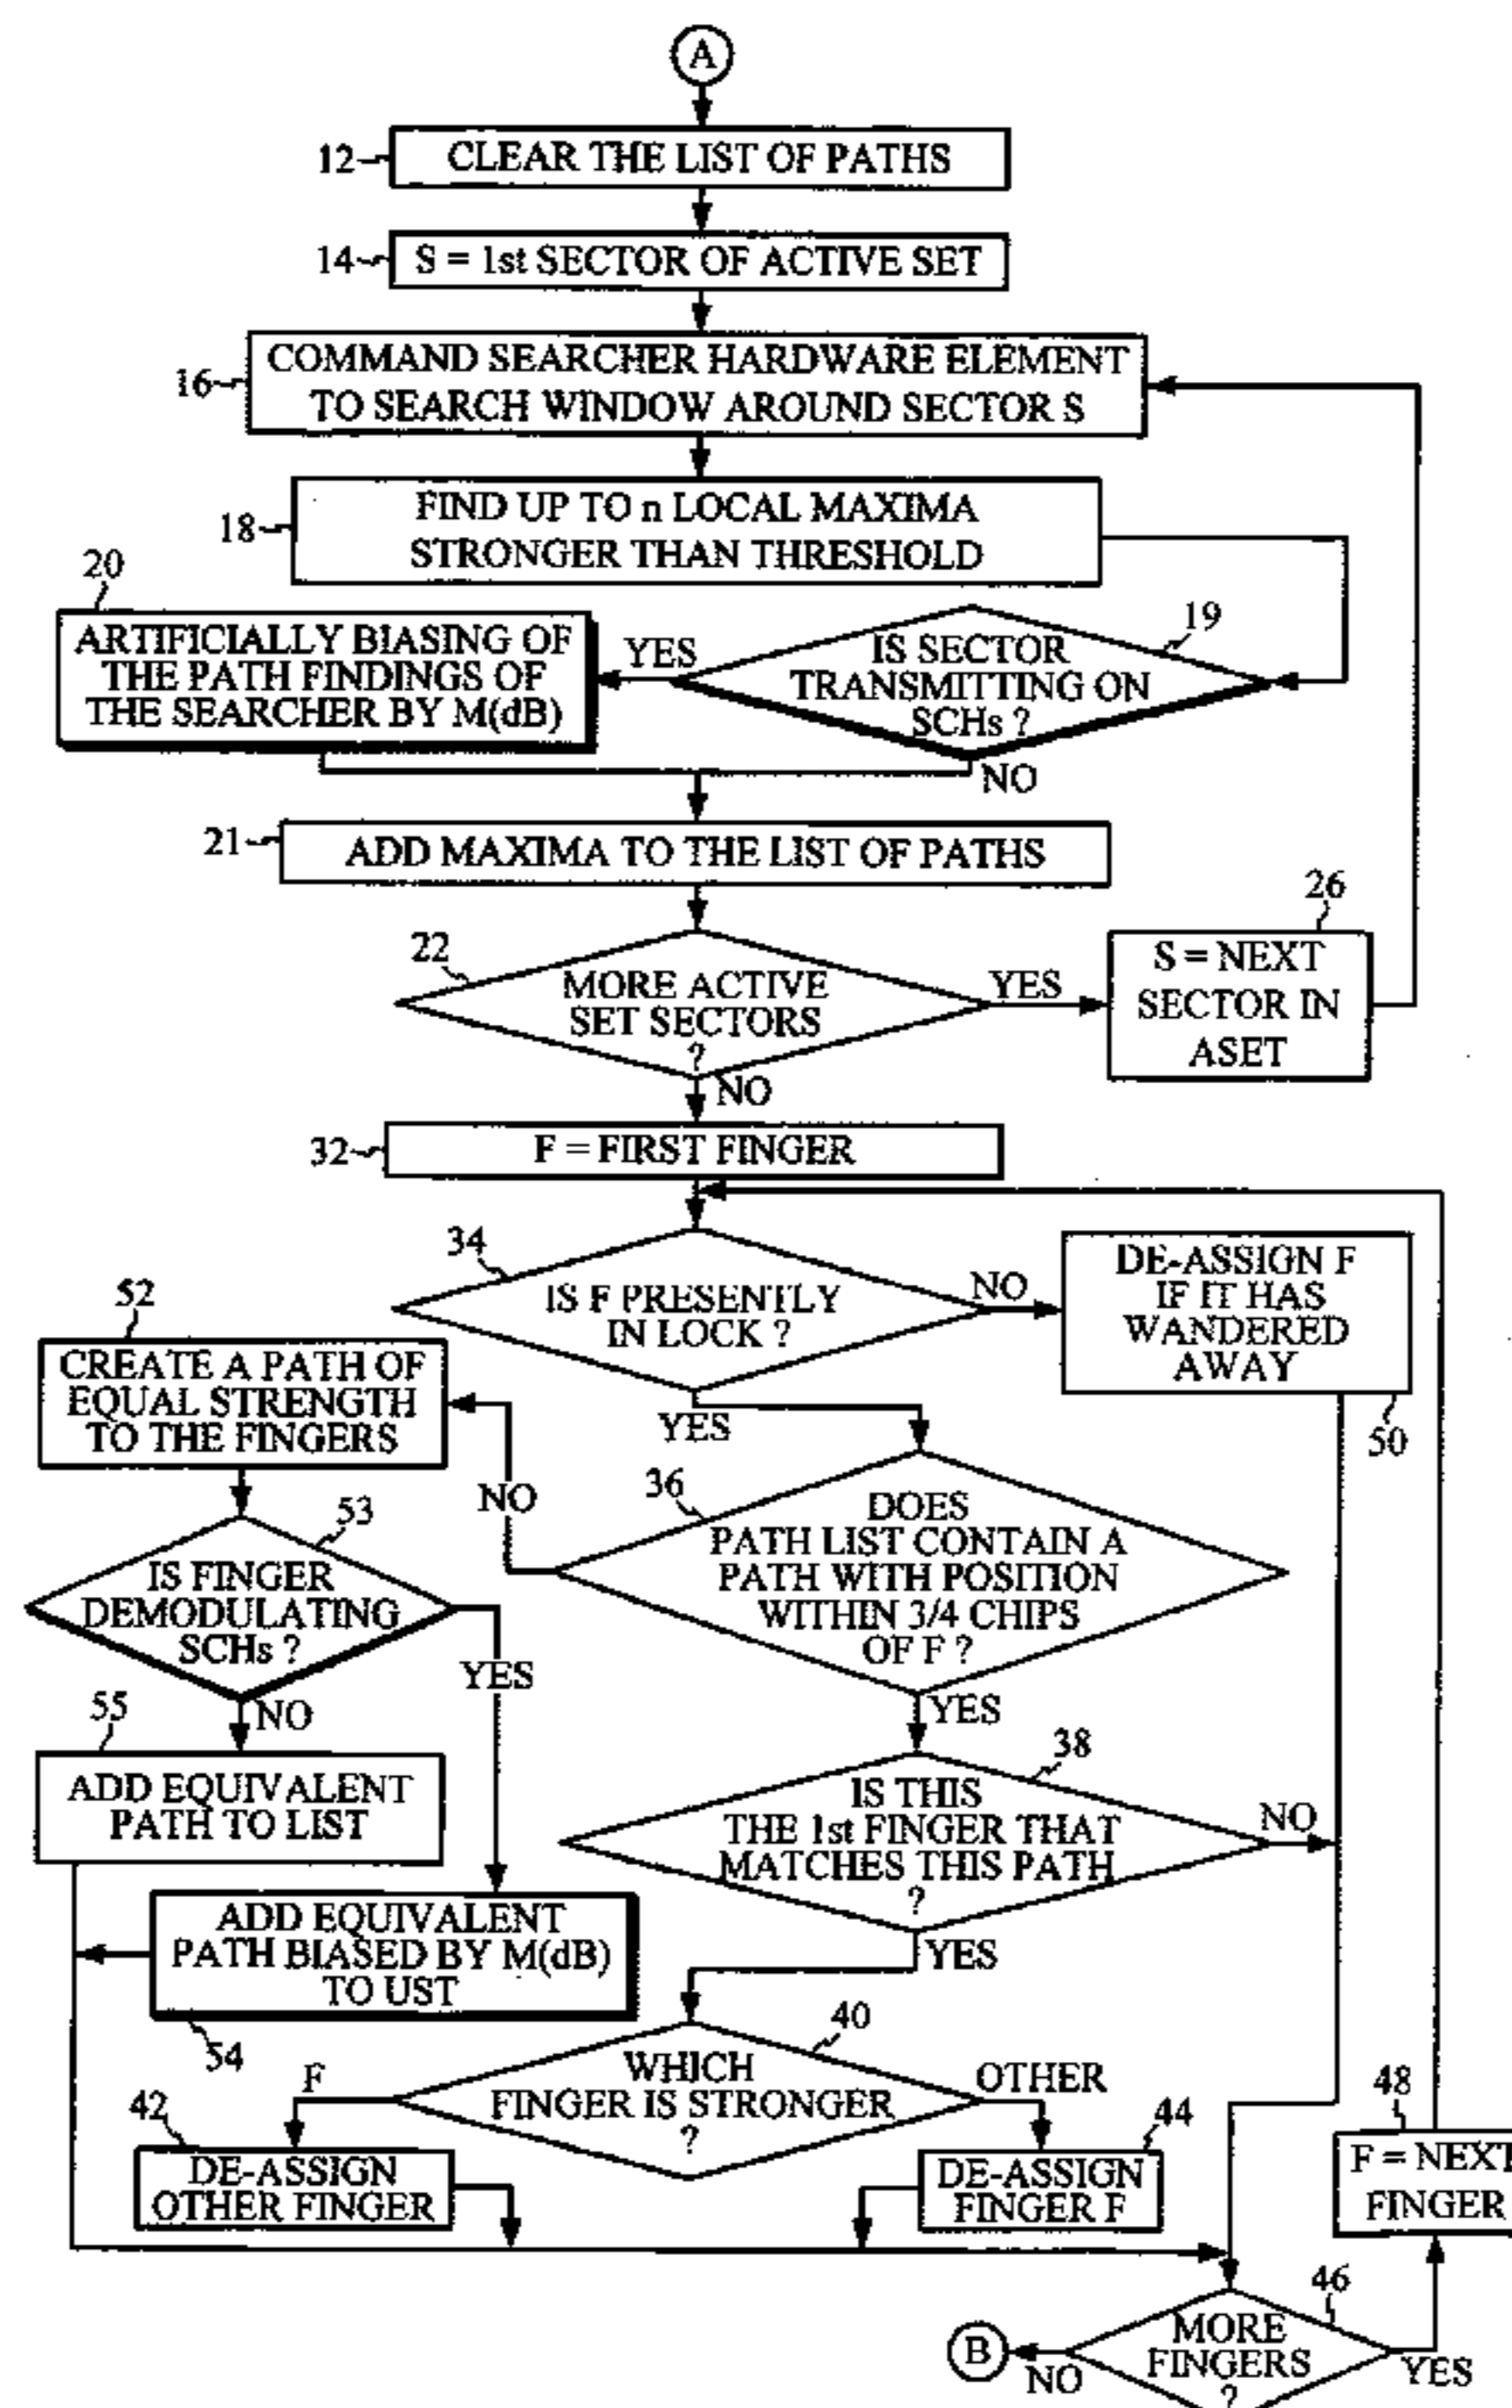 A
12
CLEAR THE LIST OF PATHS
14
S = 1st SECTOR OF ACTIVE SET
16
COMMAND SEARCHER HARDWARE ELEMENT
TO SEARCH WINDOW AROUND SECTOR S
18
FIND UP TO n LOCAL MAXIMA
STRONGER THAN THRESHOLD
20
ARTIFICIALLY BIASING OF
THE PATH FINDINGS OF
THE SEARCHER BY M(dB)
YES
19
IS SECTOR
TRANSMITTING ON
SCHs ?
NO
21
ADD MAXIMA TO THE LIST OF PATHS
22
MORE ACTIVE
SET SECTORS
?
YES
26
S = NEXT
SECTOR IN
ASET
NO
32
F = FIRST FINGER
34
IS F PRESENTLY
IN LOCK ?
NO
DE-ASSIGN F
IF IT HAS
WANDERED
AWAY
50
YES
52
CREATE A PATH OF
EQUAL STRENGTH
TO THE FINGERS
NO
36
DOES
PATH LIST CONTAIN A
PATH WITH POSITION
WITHIN 3/4 CHIPS
OF F ?
53
IS FINGER
DEMODULATING
SCHs ?
YES
NO
YES
55
ADD EQUIVALENT
PATH TO LIST
38
IS THIS
THE 1st FINGER THAT
MATCHES THIS PATH
?
NO
ADD EQUIVALENT
PATH BIASED BY M(dB)
TO UST
54
YES
40
WHICH
FINGER IS STRONGER
?
F
OTHER
42
DE-ASSIGN
OTHER FINGER
44
DE-ASSIGN
FINGER F
48
F = NEXT
FINGER
46
MORE
FINGERS
?
B
NO
YES